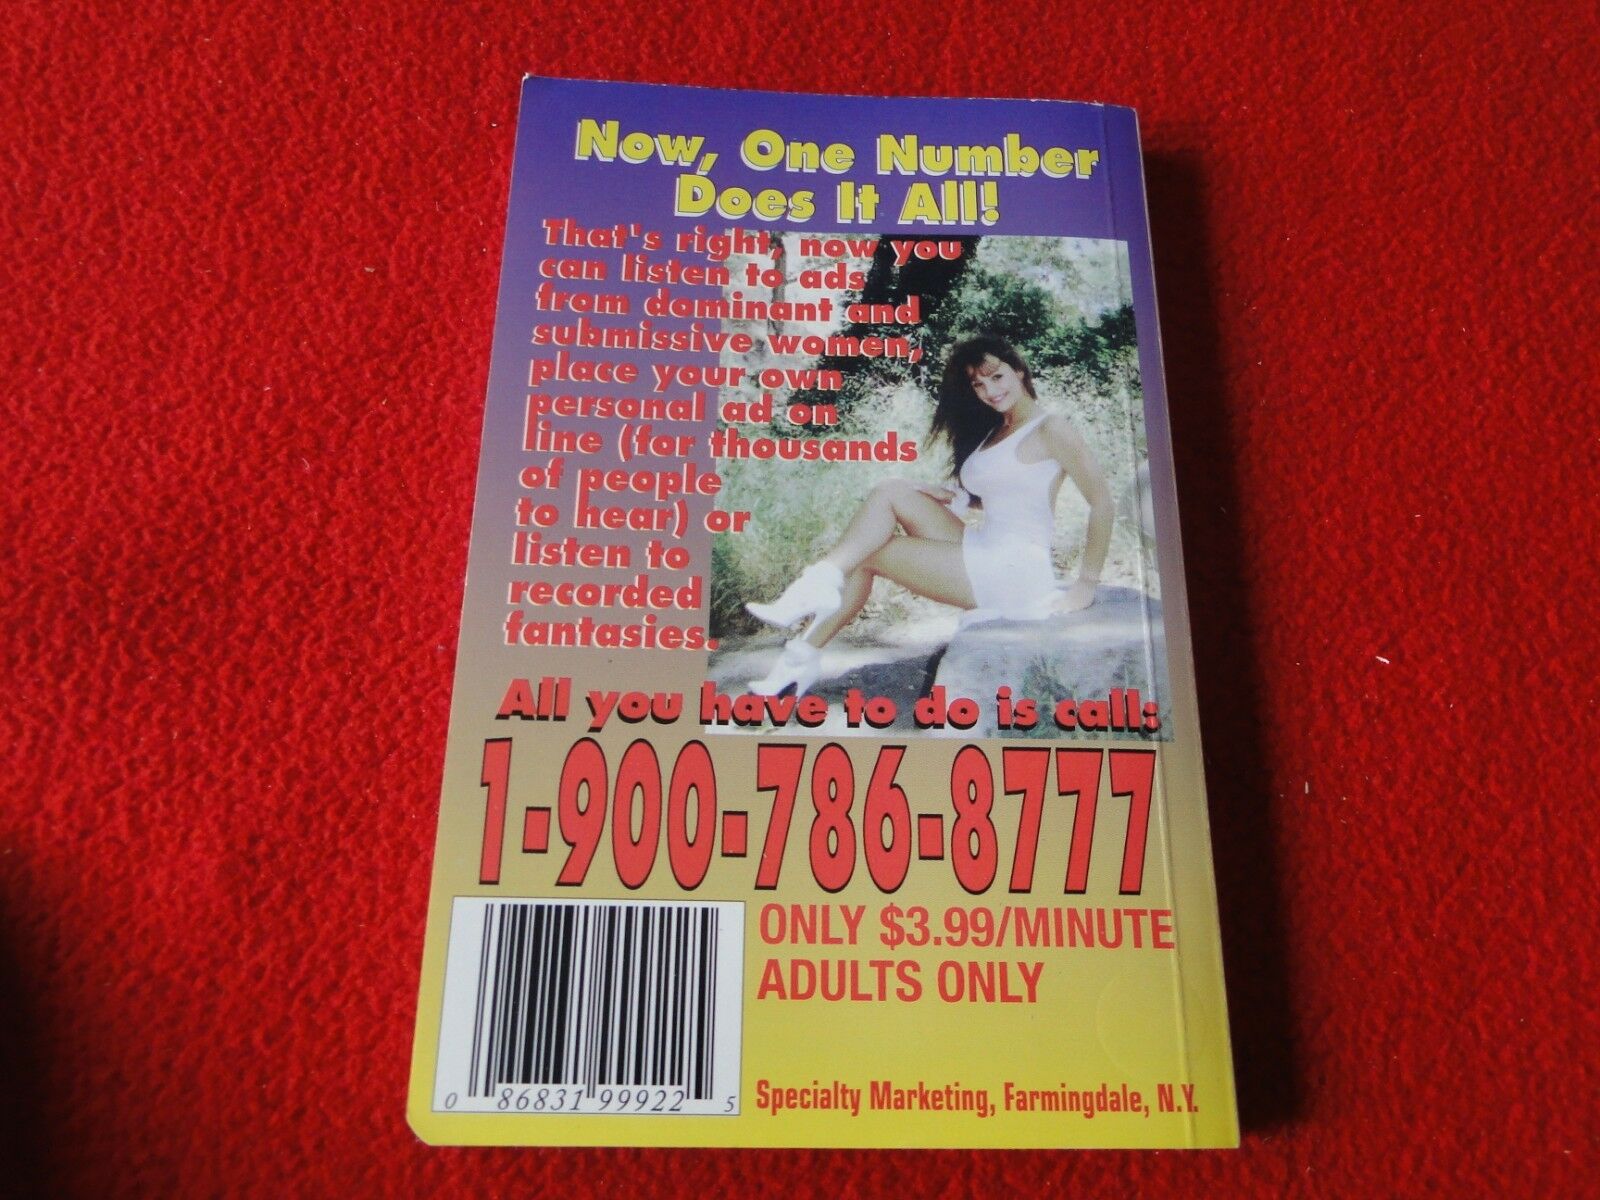 Now, One Number
Does It All!
That's right, now you
can listen to ads
from dominant and
submissive women,
place your own
personal ad on
line (for thousands
of people
to hear) or
listen to
recorded
fantasies.
All you have to do is call:
1-900-786-8777
ONLY $3.99/MINUTE
ADULTS ONLY
0 86831 99922 5
Specialty Marketing, Farmingdale, N.Y.